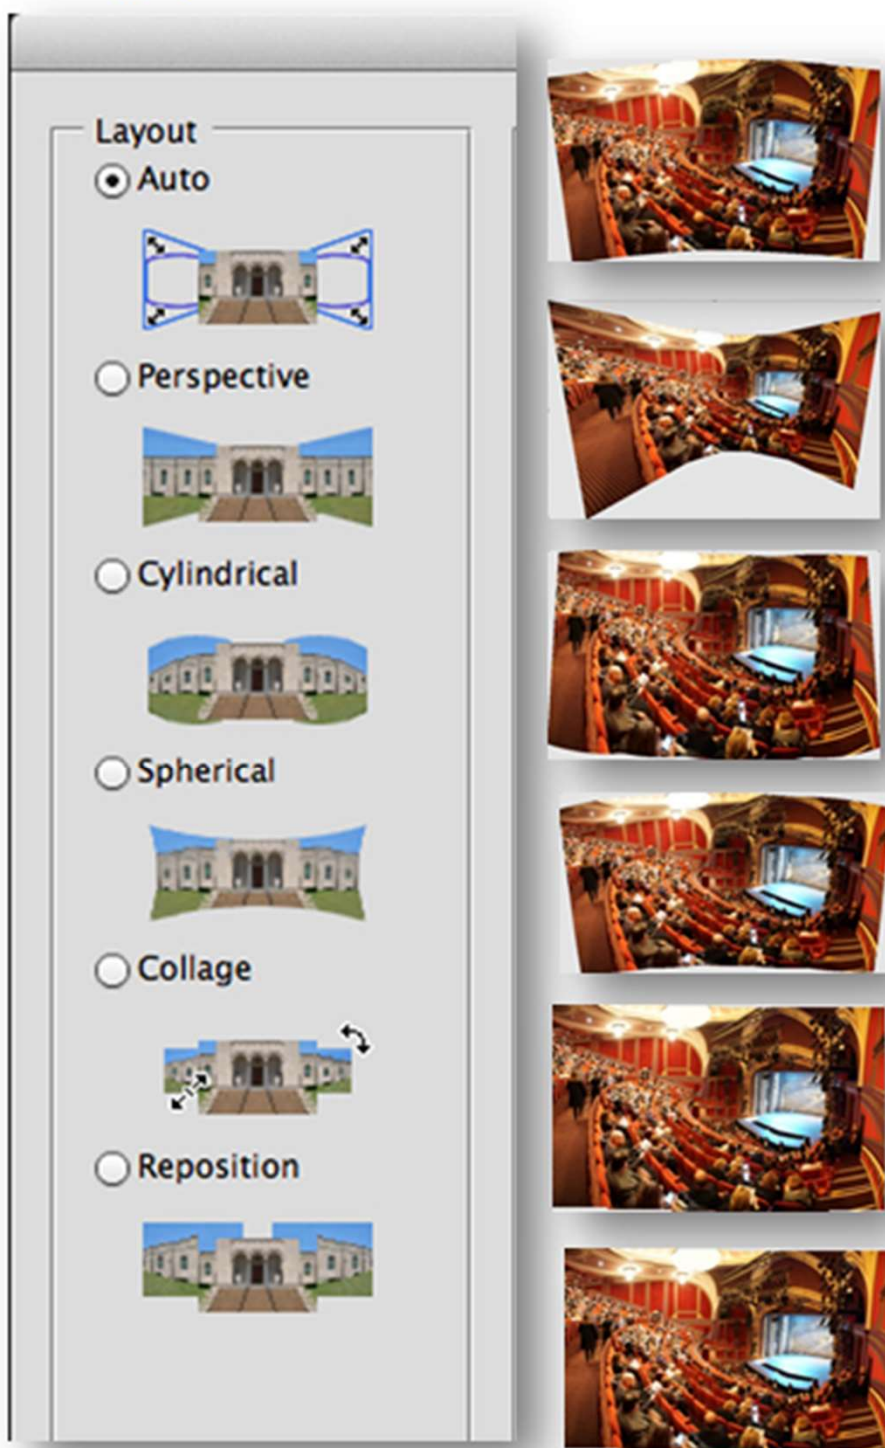 Layout
Auto
Perspective
Cylindrical
Spherical
Collage
Reposition